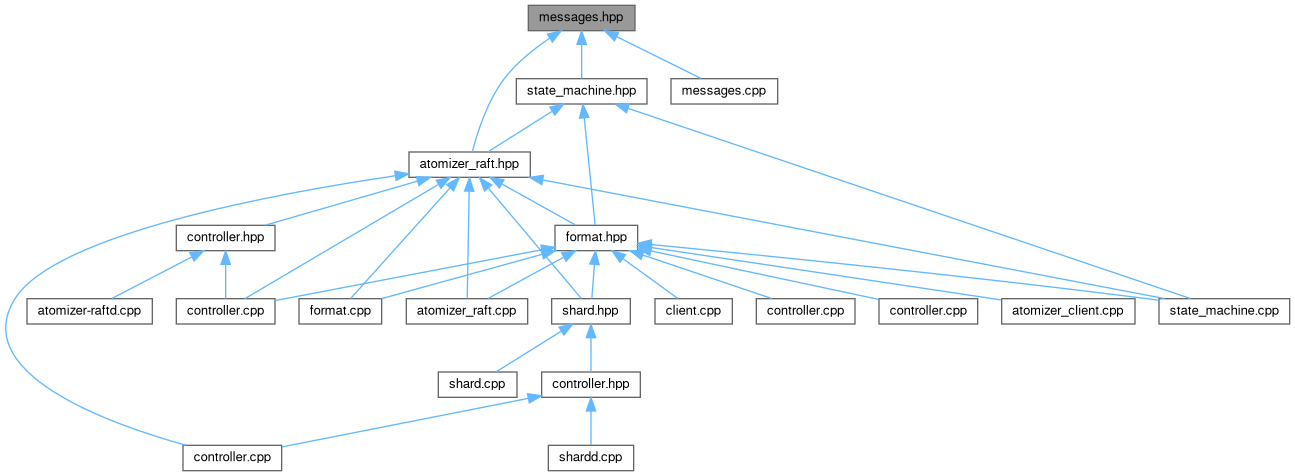 messages.hpp
state_machine.hpp
messages.cpp
atomizer_raft.hpp
controller.hpp
format.hpp
atomizer-raftd.cpp
controller.cpp
format.cpp
atomizer_raft.cpp
shard.hpp
client.cpp
controller.cpp
controller.cpp
atomizer_client.cpp
state_machine.cpp
shard.cpp
controller.hpp
controller.cpp
shardd.cpp